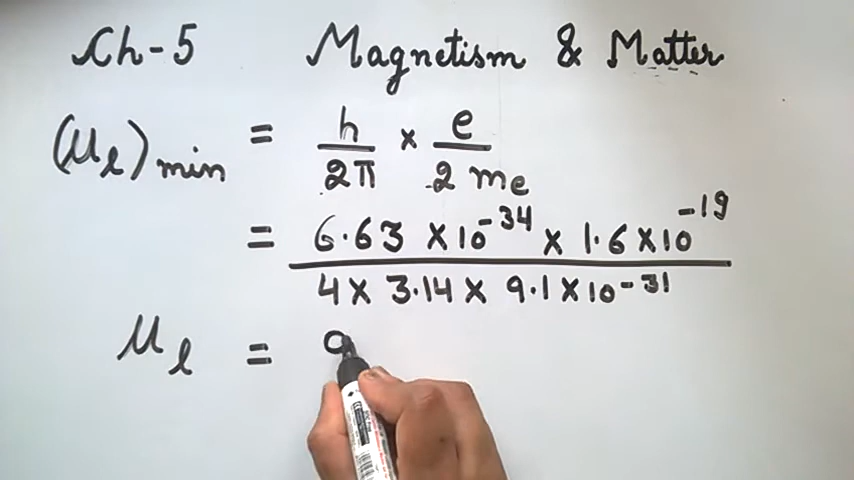 Ch-5 Magnetism & Matter
(μₗ)min = h/2π × e/2me
= 6.63 × 10⁻³⁴ × 1.6 × 10⁻¹⁹ / 4 × 3.14 × 9.1 × 10⁻³¹
μₗ =